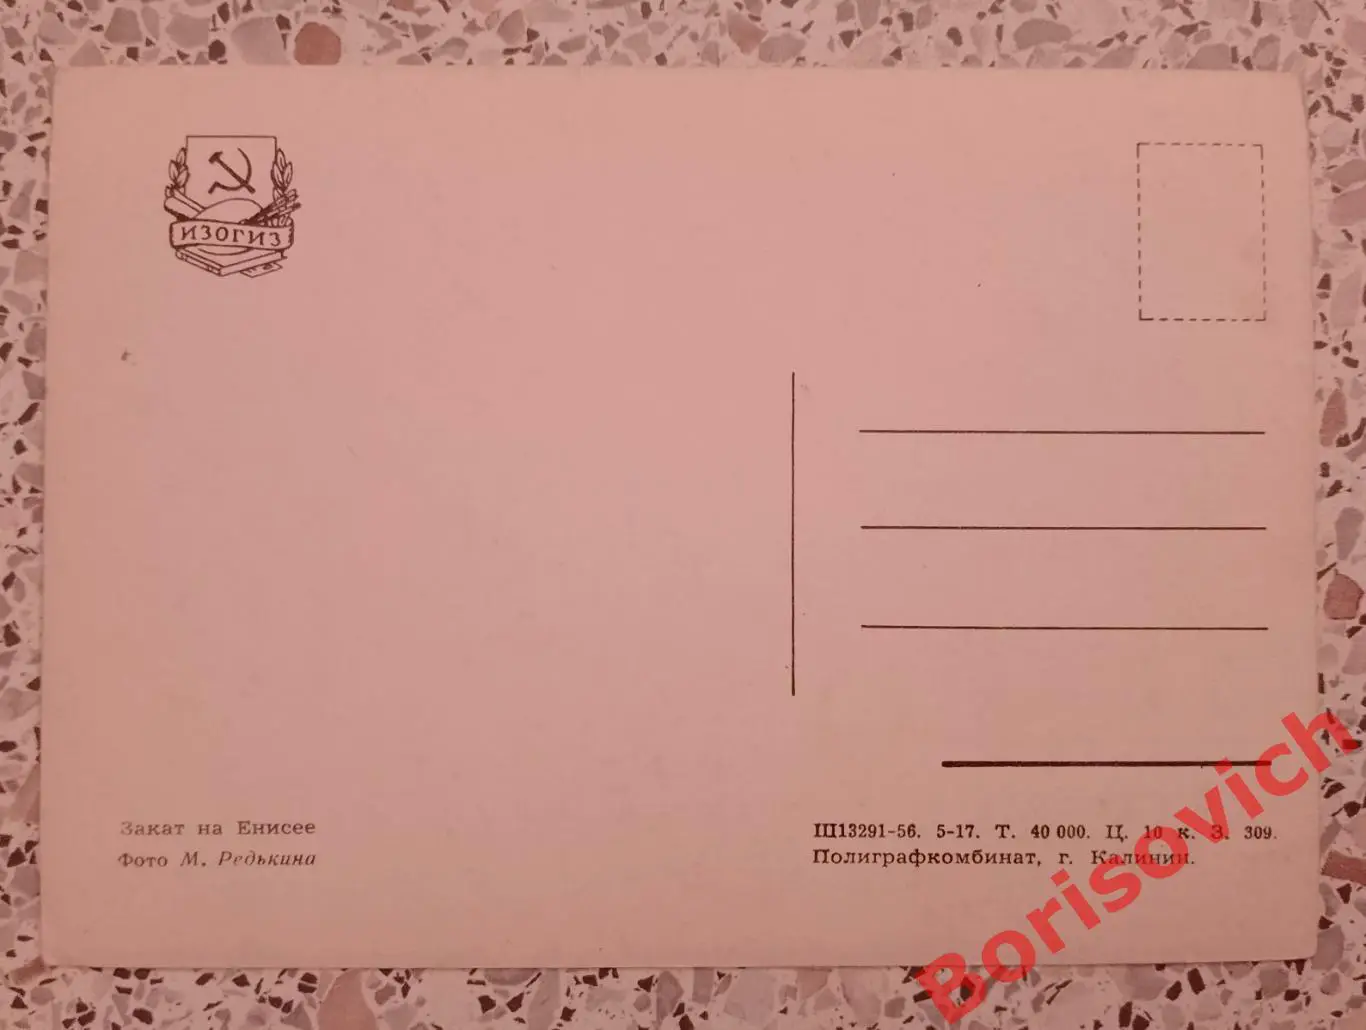 ИЗОГИЗ
Закат на Енисее
Фото М. Редькина
Ш13291-56. 5-17. Т. 40 000. Ц. 10 к. З. 309.
Полиграфкомбинат, г. Калинин.
Borisovich